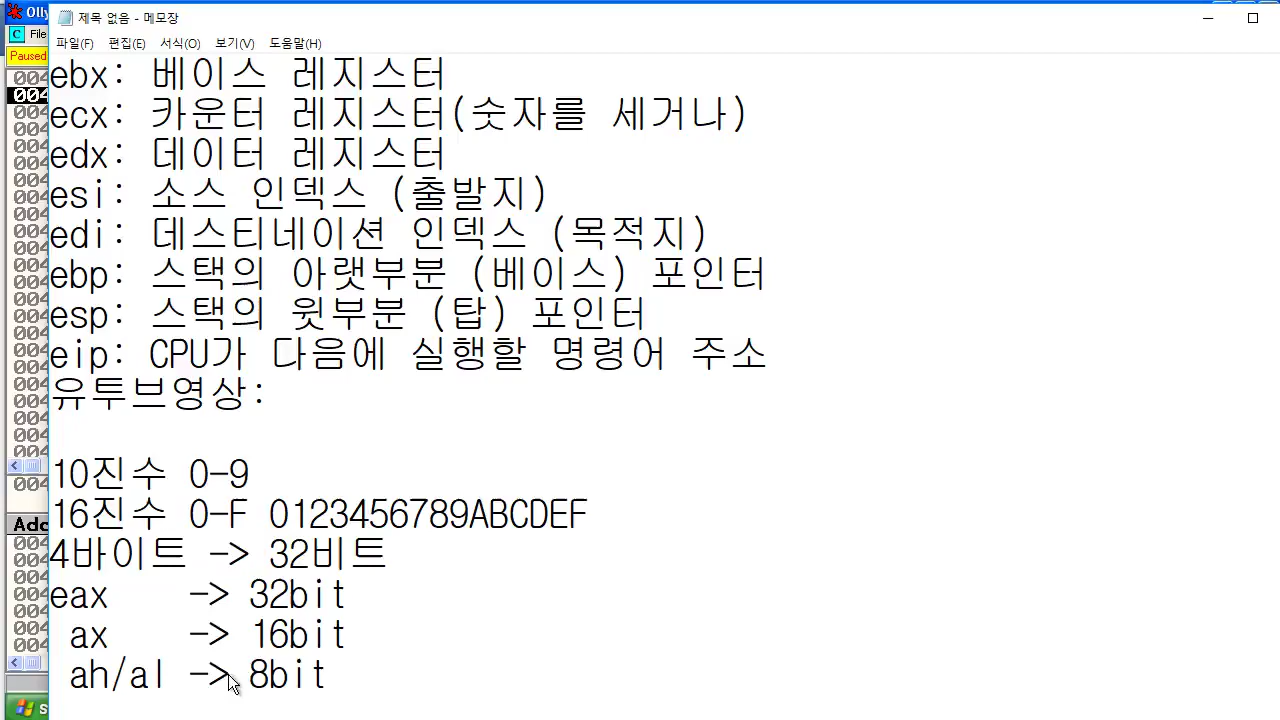 Olly
제목 없음 - 메모장
File
파일(F) 편집(E) 서식(O) 보기(V) 도움말(H)
Paused
ebx: 베이스 레지스터
ecx: 카운터 레지스터(숫자를 세거나)
edx: 데이터 레지스터
esi: 소스 인덱스 (출발지)
edi: 데스티네이션 인덱스 (목적지)
ebp: 스택의 아랫부분 (베이스) 포인터
esp: 스택의 윗부분 (탑) 포인터
eip: CPU가 다음에 실행할 명령어 주소
유투브영상:
10진수 0-9
16진수 0-F 0123456789ABCDEF
4바이트 -> 32비트
eax -> 32bit
ax -> 16bit
ah/al -> 8bit